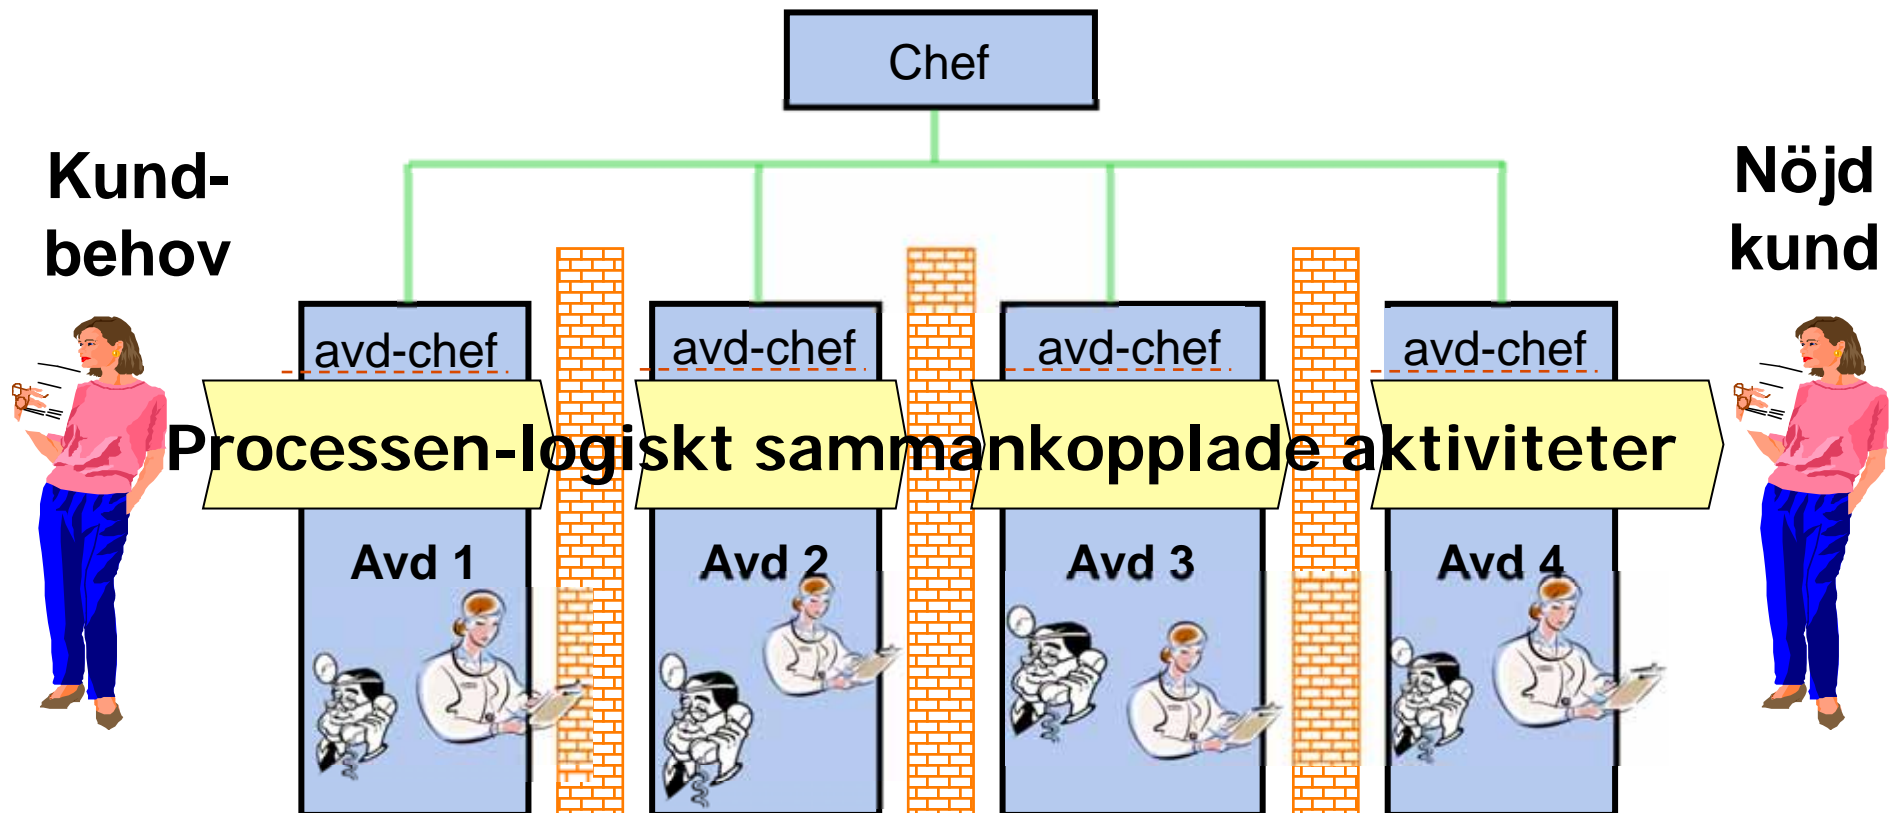 Chef
Kund-
behov
Nöjd
kund
avd-chef
avd-chef
avd-chef
avd-chef
Processen-logiskt sammankopplade aktiviteter
Avd 1
Avd 2
Avd 3
Avd 4